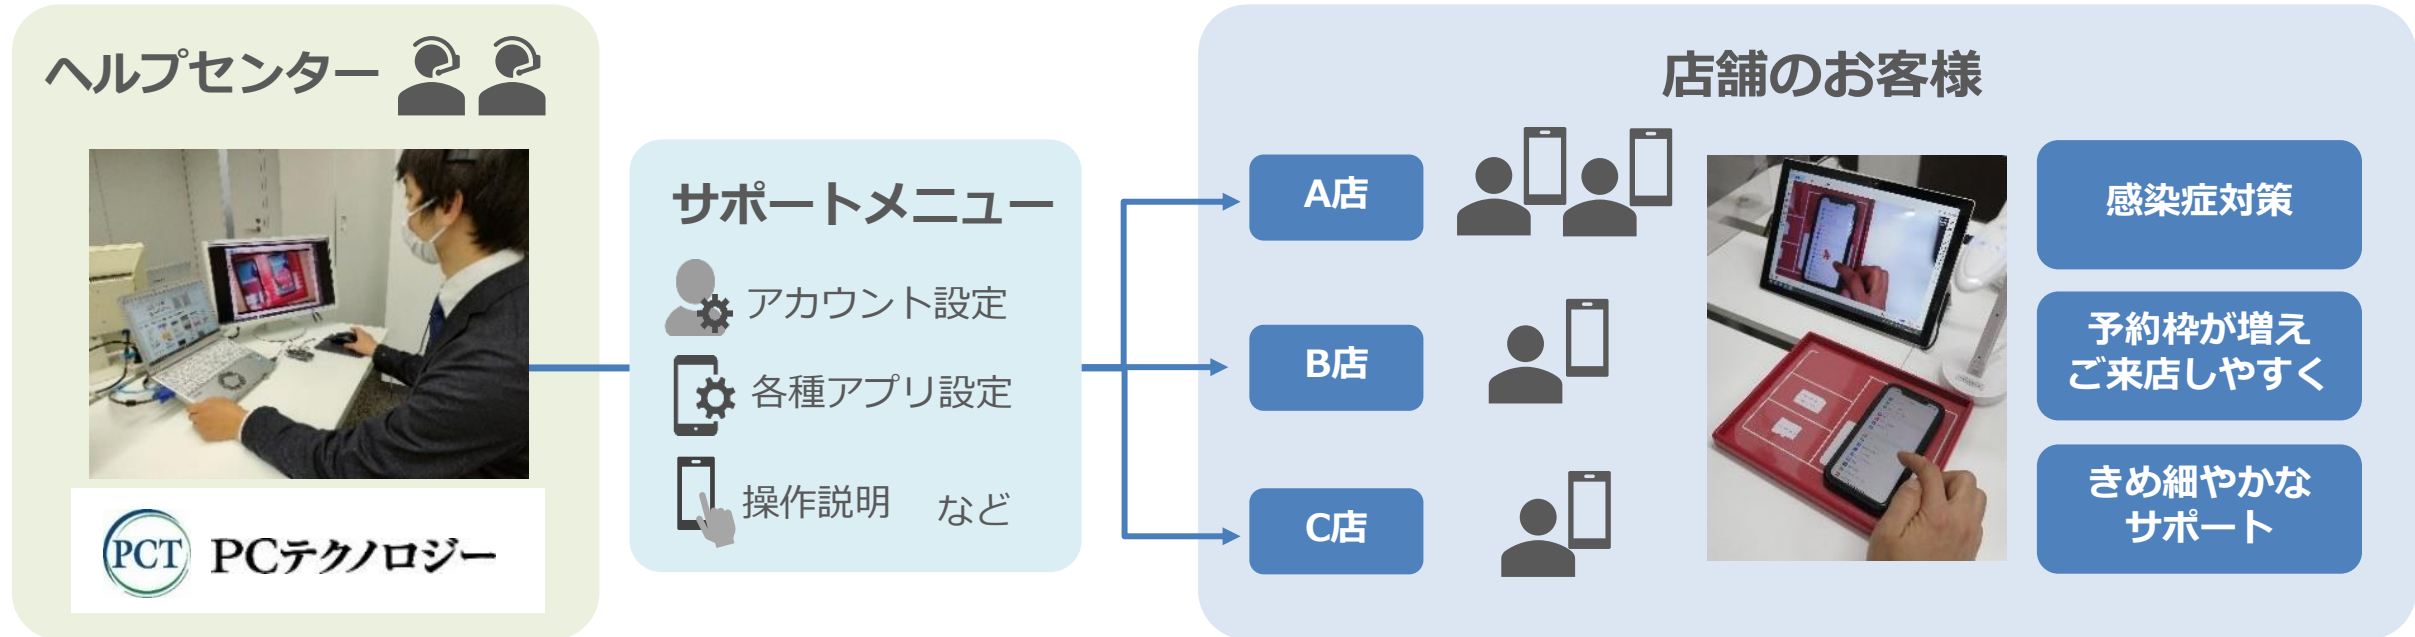 ヘルプセンター
PCT PCテクノロジー
サポートメニュー
アカウント設定
各種アプリ設定
操作説明 など
店舗のお客様
A店
B店
C店
感染症対策
予約枠が増え
ご来店しやすく
きめ細やかな
サポート